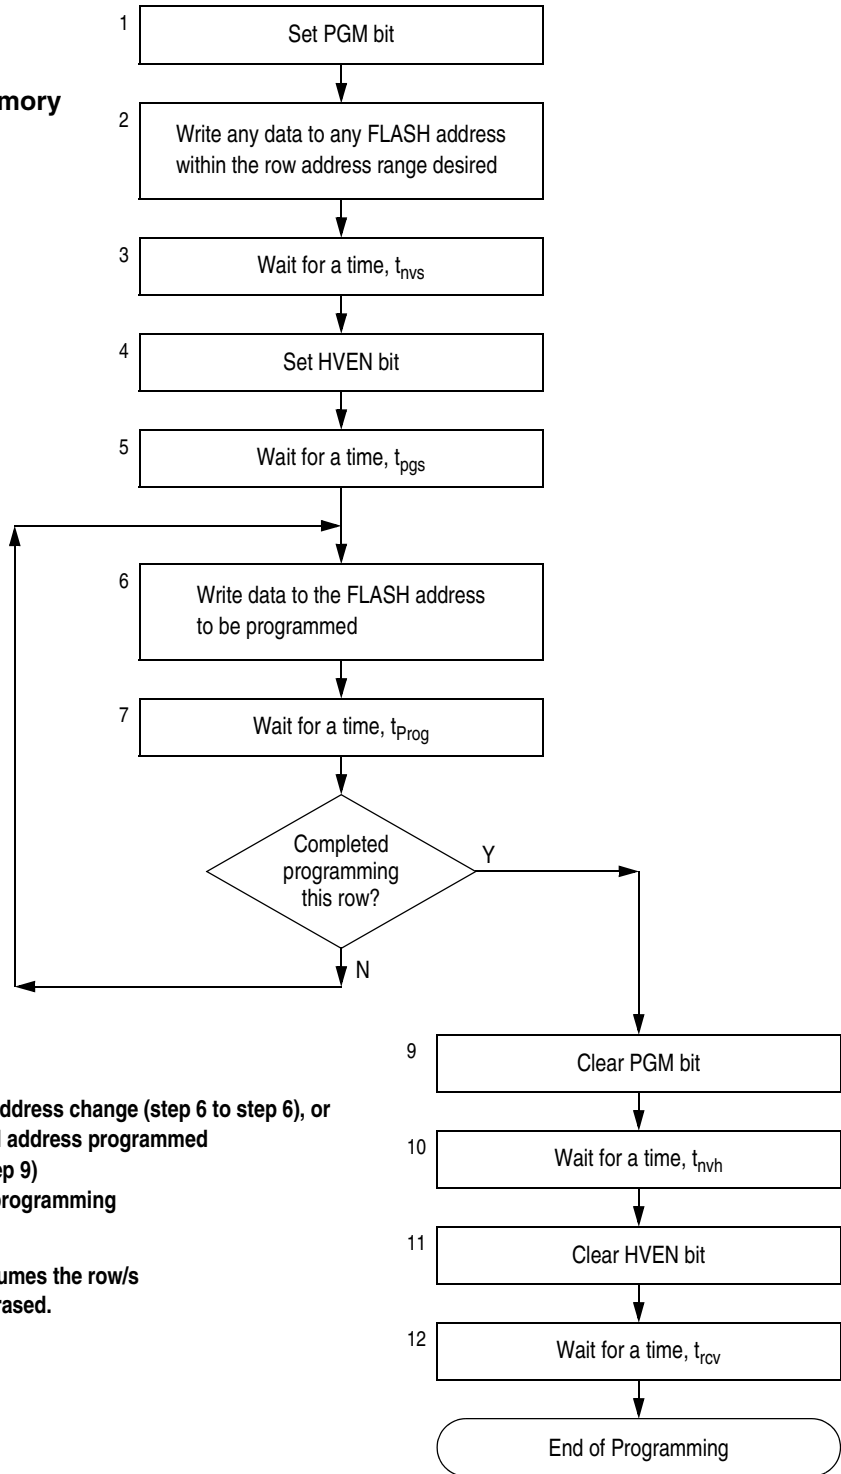 1
Set PGM bit
mory
2
Write any data to any FLASH address
within the row address range desired
3
Wait for a time, tnvs
4
Set HVEN bit
5
Wait for a time, tpgs
6
Write data to the FLASH address
to be programmed
7
Wait for a time, tProg
Completed
programming
this row?
Y
N
9
Clear PGM bit
ddress change (step 6 to step 6), or
address programmed
ep 9)
programming
10
Wait for a time, tnvh
11
Clear HVEN bit
umes the row/s
rased.
12
Wait for a time, trcv
End of Programming